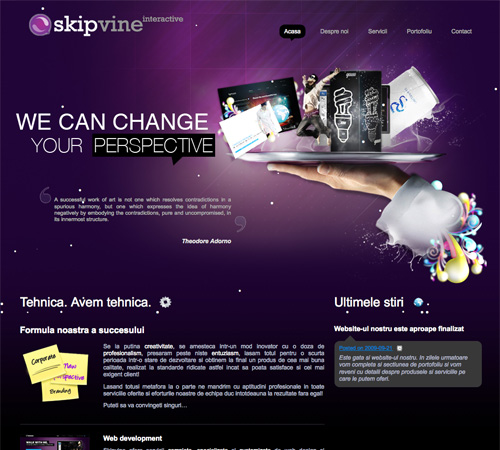 skipvine interactive
Acasa Despre noi Servicii Portofoliu Contact
WE CAN CHANGE
YOUR PERSPECTIVE
A successful work of art is not one which resolves contradictions in a
spurious harmony, but one which expresses the idea of harmony
negatively by embodying the contradictions, pure and uncompromised, in
its innermost structure.
Theodore Adorno
Tehnica. Avem tehnica.
Formula noastra a succesului
Corporate
New
Perspective
Branding
Se ia putina creativitate, se amesteca intr-un mod inovator cu o doza de
profesionalism, presaram peste niste entuziasm, lasam totul pentru o scurta
perioada intr-o stare de dezvoltare si obtinem la final un produs de cea mai buna
calitate, realizat la standarde ridicate astfel incat sa poata satisface si cel mai
exigent client!
Lasand totusi metafora la o parte ne mandrim cu aptitudini profesionale in toate
serviciile oferite si eforturile noastre de echipa duc intotdeauna la rezultate fara egal!
Puteti sa va convingeti singuri…
Web development
Ultimele stiri
Website-ul nostru este aproape finalizat
Postat on 2009-09-21
Este gata si website-ul nostru. In zilele urmatoare
vom completa si sectiunea de portofoliu si vom
reveni cu detalii despre produsele si serviciile pe
care le putem oferi.